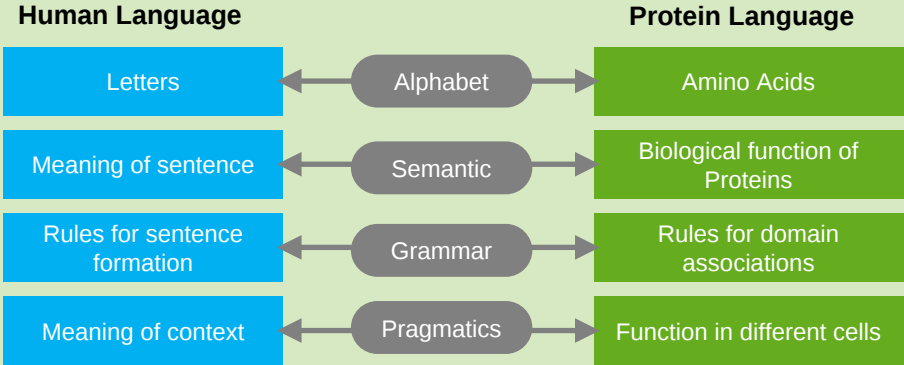 Human Language
Protein Language
Letters
Alphabet
Amino Acids
Meaning of sentence
Semantic
Biological function of
Proteins
Rules for sentence
formation
Grammar
Rules for domain
associations
Meaning of context
Pragmatics
Function in different cells